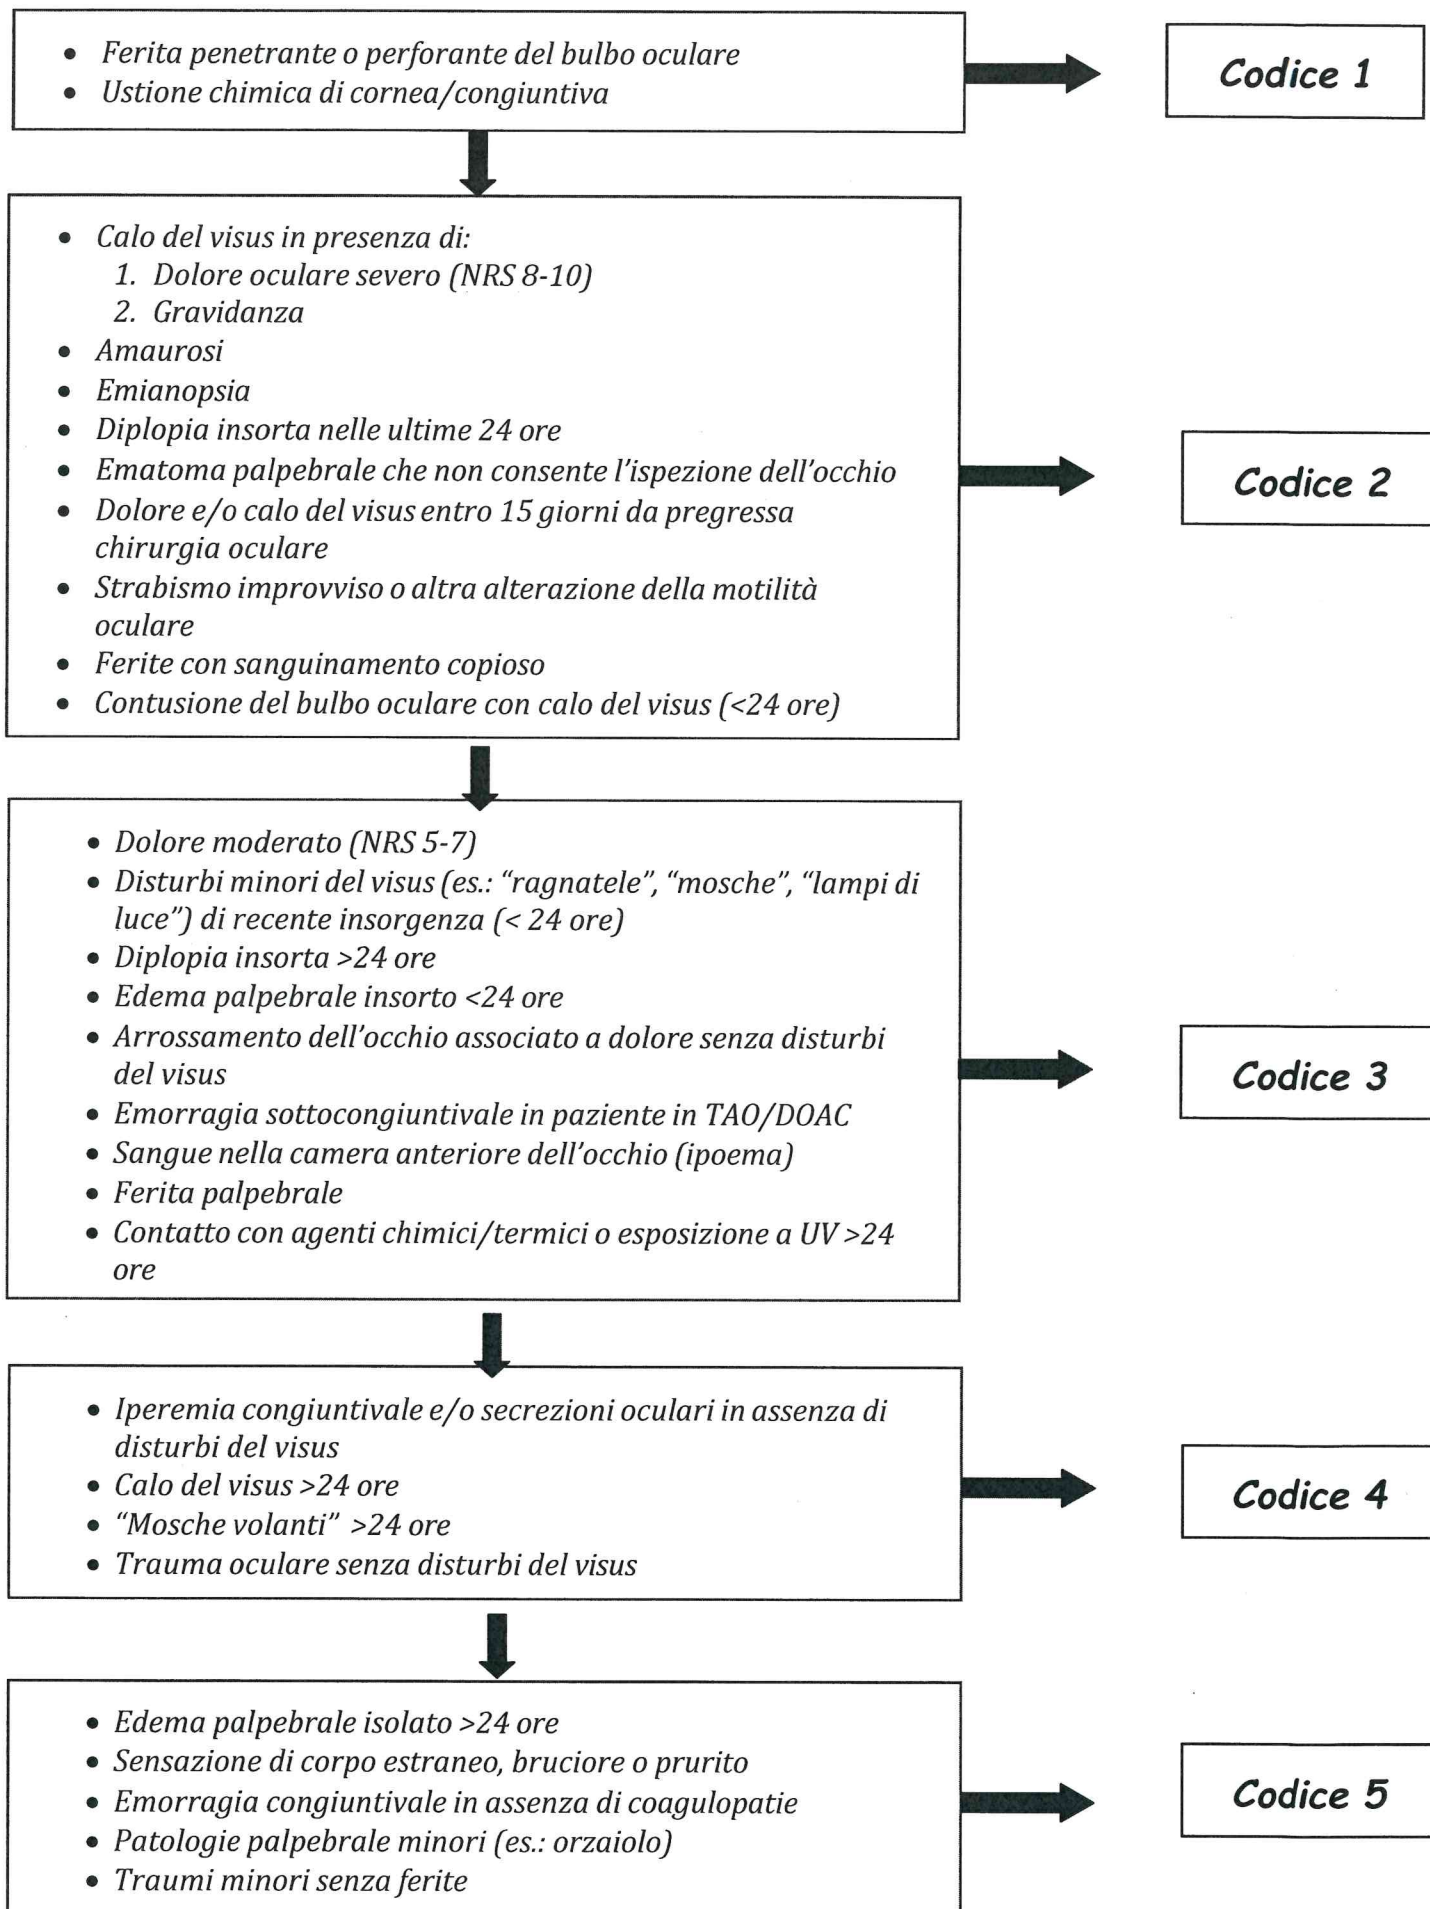 • Ferita penetrante o perforante del bulbo oculare
• Ustione chimica di cornea/congiuntiva
Codice 1
• Calo del visus in presenza di:
1. Dolore oculare severo (NRS 8-10)
2. Gravidanza
• Amaurosi
• Emianopsia
• Diplopia insorta nelle ultime 24 ore
• Ematoma palpebrale che non consente l'ispezione dell'occhio
• Dolore e/o calo del visus entro 15 giorni da pregressa
chirurgia oculare
• Strabismo improvviso o altra alterazione della motilità
oculare
• Ferite con sanguinamento copioso
• Contusione del bulbo oculare con calo del visus (<24 ore)
Codice 2
• Dolore moderato (NRS 5-7)
• Disturbi minori del visus (es.: “ragnatele”, “mosche”, “lampi di
luce”) di recente insorgenza (< 24 ore)
• Diplopia insorta >24 ore
• Edema palpebrale insorto <24 ore
• Arrossamento dell'occhio associato a dolore senza disturbi
del visus
• Emorragia sottocongiuntivale in paziente in TAO/DOAC
• Sangue nella camera anteriore dell'occhio (ipoema)
• Ferita palpebrale
• Contatto con agenti chimici/termici o esposizione a UV >24
ore
Codice 3
• Iperemia congiuntivale e/o secrezioni oculari in assenza di
disturbi del visus
• Calo del visus >24 ore
• “Mosche volanti” >24 ore
• Trauma oculare senza disturbi del visus
Codice 4
• Edema palpebrale isolato >24 ore
• Sensazione di corpo estraneo, bruciore o prurito
• Emorragia congiuntivale in assenza di coagulopatie
• Patologie palpebrale minori (es.: orzaiolo)
• Traumi minori senza ferite
Codice 5